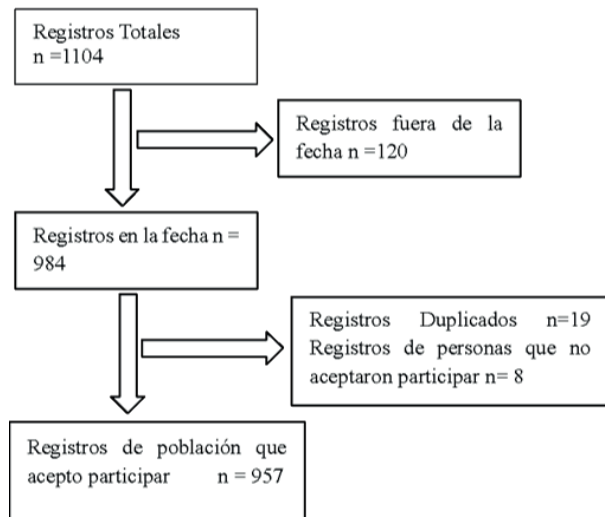 Registros Totales
n =1104
Registros fuera de la
fecha n =120
Registros en la fecha n =
984
Registros Duplicados n=19
Registros de personas que no
aceptaron participar n= 8
Registros de población que
acepto participar n = 957